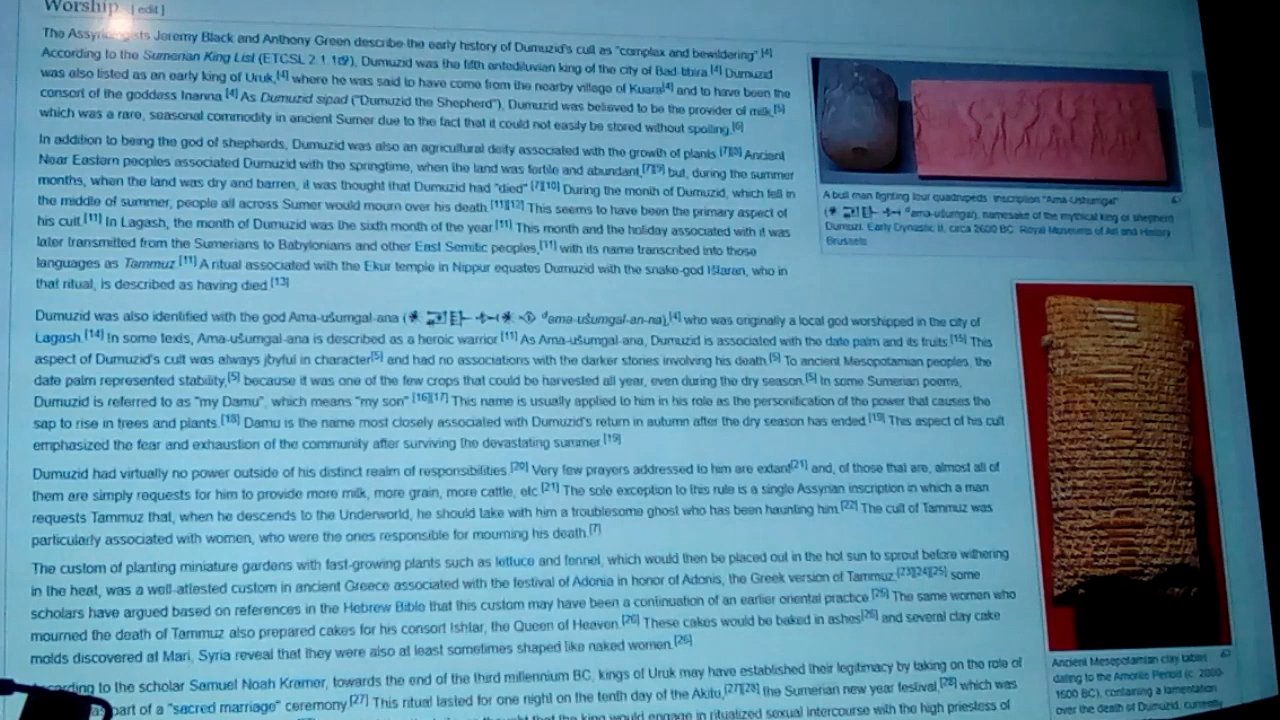 Worship [ edit ]
The Assyriologists Jeremy Black and Anthony Green describe the early history of Dumuzid's cult as "complex and bewildering".[4]
According to the Sumerian King List (ETCSL 2.1.1), Dumuzid was the fifth antediluvian king of the city of Bad-tibira.[4] Dumuzid
was also listed as an early king of Uruk,[4] where he was said to have come from the nearby village of Kuara[4] and to have been the
consort of the goddess Inanna.[4] As Dumuzid sipad ("Dumuzid the Shepherd"), Dumuzid was believed to be the provider of milk,[5]
which was a rare, seasonal commodity in ancient Sumer due to the fact that it could not easily be stored without spoiling.[6]
In addition to being the god of shepherds, Dumuzid was also an agricultural deity associated with the growth of plants.[7][8] Ancient
Near Eastern peoples associated Dumuzid with the springtime, when the land was fertile and abundant,[7][9] but, during the summer
months, when the land was dry and barren, it was thought that Dumuzid had "died".[7][10] During the month of Dumuzid, which fell in
the middle of summer, people all across Sumer would mourn over his death.[11][12] This seems to have been the primary aspect of
his cult.[11] In Lagash, the month of Dumuzid was the sixth month of the year.[11] This month and the holiday associated with it was
later transmitted from the Sumerians to Babylonians and other East Semitic peoples,[11] with its name transcribed into those
languages as Tammuz.[11] A ritual associated with the Ekur temple in Nippur equates Dumuzid with the snake-god Ištaran, who in
that ritual, is described as having died.[13]
A bull man fighting four quadrupeds. Inscription "Ama-Ushumgal"
(ᵈama-ušumgal), namesake of the mythical king of shepherd
Dumuzi. Early Dynastic II, circa 2600 BC. Royal Museums of Art and History
Brussels
Dumuzid was also identified with the god Ama-ušumgal-ana (ᵈama-ušumgal-an-na),[4] who was originally a local god worshipped in the city of
Lagash.[14] In some texts, Ama-ušumgal-ana is described as a heroic warrior.[11] As Ama-ušumgal-ana, Dumuzid is associated with the date palm and its fruits.[15] This
aspect of Dumuzid's cult was always joyful in character[5] and had no associations with the darker stories involving his death.[5] To ancient Mesopotamian peoples, the
date palm represented stability,[5] because it was one of the few crops that could be harvested all year, even during the dry season.[5] In some Sumerian poems,
Dumuzid is referred to as "my Damu", which means "my son".[16][17] This name is usually applied to him in his role as the personification of the power that causes the
sap to rise in trees and plants.[18] Damu is the name most closely associated with Dumuzid's return in autumn after the dry season has ended.[19] This aspect of his cult
emphasized the fear and exhaustion of the community after surviving the devastating summer.[19]
Dumuzid had virtually no power outside of his distinct realm of responsibilities.[20] Very few prayers addressed to him are extant[21] and, of those that are, almost all of
them are simply requests for him to provide more milk, more grain, more cattle, etc.[21] The sole exception to this rule is a single Assyrian inscription in which a man
requests Tammuz that, when he descends to the Underworld, he should take with him a troublesome ghost who has been haunting him.[22] The cult of Tammuz was
particularly associated with women, who were the ones responsible for mourning his death.[7]
The custom of planting miniature gardens with fast-growing plants such as lettuce and fennel, which would then be placed out in the hot sun to sprout before withering
in the heat, was a well-attested custom in ancient Greece associated with the festival of Adonia in honor of Adonis, the Greek version of Tammuz;[23][24][25] some
scholars have argued based on references in the Hebrew Bible that this custom may have been a continuation of an earlier oriental practice.[25] The same women who
mourned the death of Tammuz also prepared cakes for his consort Ishtar, the Queen of Heaven.[26] These cakes would be baked in ashes[26] and several clay cake
molds discovered at Mari, Syria reveal that they were also at least sometimes shaped like naked women.[26]
Ancient Mesopotamian clay tablet
dating to the Amorite Period (c. 2000-
1600 BC), containing a lamentation
over the death of Dumuzid, currently
to the scholar Samuel Noah Kramer, towards the end of the third millennium BC, kings of Uruk may have established their legitimacy by taking on the role of
part of a "sacred marriage" ceremony.[27] This ritual lasted for one night on the tenth day of the Akitu,[27][28] the Sumerian new year festival,[28] which was
that the king would engage in ritualized sexual intercourse with the high priestess of